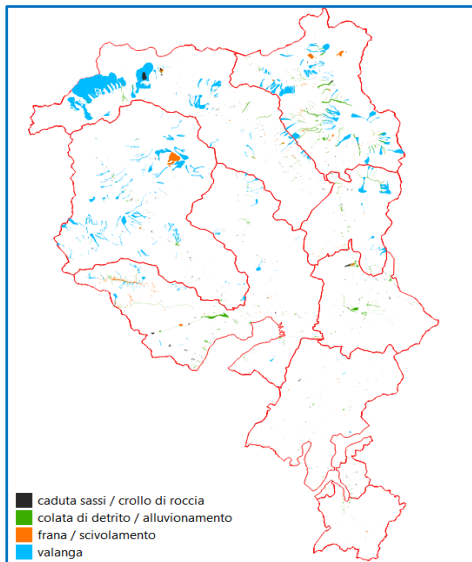 caduta sassi / crollo di roccia
colata di detrito / alluvionamento
frana / scivolamento
valanga